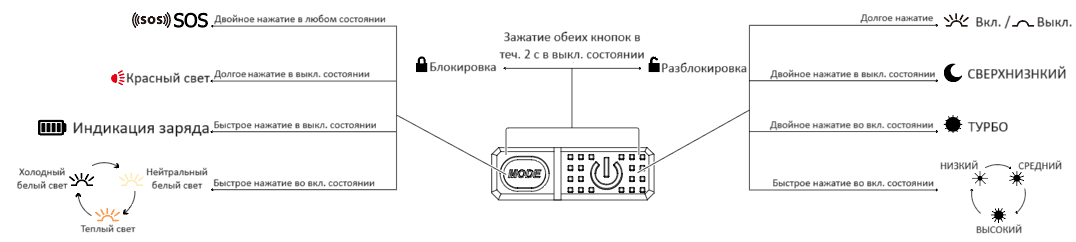 ((SOS)) SOS Двойное нажатие в любом состоянии
Красный свет Долгое нажатие в выкл. состоянии
Индикация заряда Быстрое нажатие в выкл. состоянии
Холодный
белый свет
Нейтральный
белый свет
Теплый свет
Быстрое нажатие во вкл. состоянии
Зажатие обеих кнопок в
теч. 2 с в выкл. состоянии
Блокировка
Разблокировка
MODE
Долгое нажатие Вкл. / Выкл.
Двойное нажатие в выкл. состоянии СВЕРХНИЗНКИЙ
Двойное нажатие во вкл. состоянии ТУРБО
Быстрое нажатие во вкл. состоянии
НИЗКИЙ
СРЕДНИЙ
ВЫСОКИЙ